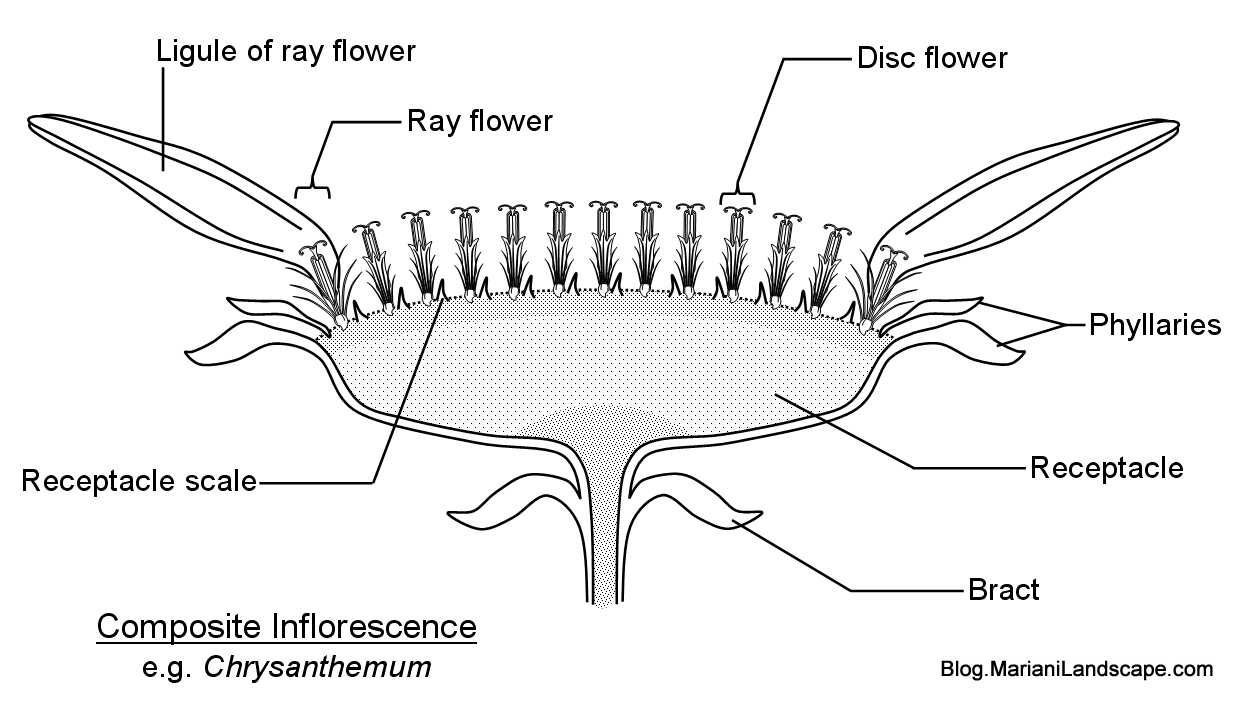 Ligule of ray flower
Disc flower
Ray flower
Phyllaries
Receptacle
Receptacle scale
Bract
Composite Inflorescence
e.g. Chrysanthemum
Blog.MarianiLandscape.com